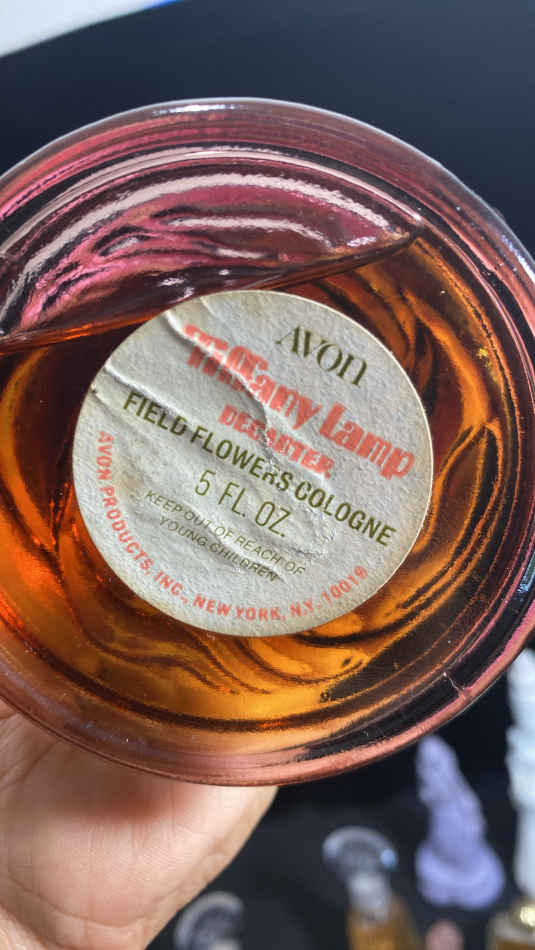 AVON
Tiffany Lamp
DECANTER
FIELD FLOWERS COLOGNE
5 FL. OZ.
KEEP OUT OF REACH OF
YOUNG CHILDREN
AVON PRODUCTS, INC., NEW YORK, N.Y. 10019